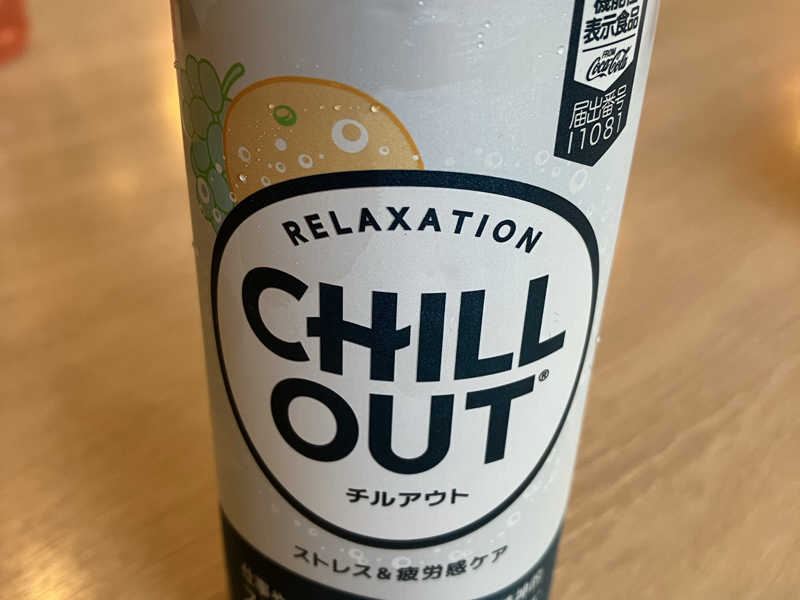 機能性
表示食品
FROM
Coca-Cola
届出番号
I1081
RELAXATION
CHILL
OUT®
チルアウト
ストレス&疲労感ケア